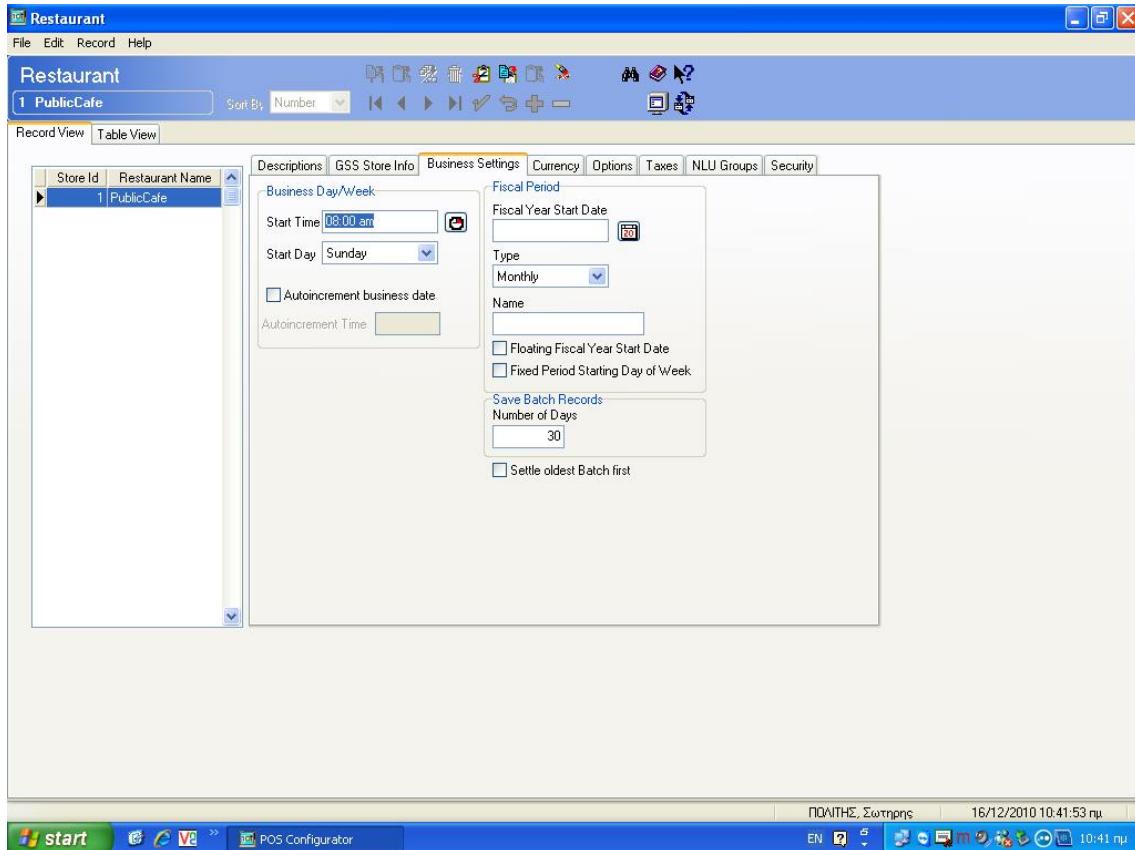 Restaurant
File Edit Record Help
Restaurant
1 PublicCafe
Sort By Number
Record View Table View
Store Id Restaurant Name
1 PublicCafe
Descriptions GSS Store Info Business Settings Currency Options Taxes NLU Groups Security
Business Day/Week
Start Time 08:00 am
Start Day Sunday
Autoincrement business date
Autoincrement Time
Fiscal Period
Fiscal Year Start Date
20
Type
Monthly
Name
Floating Fiscal Year Start Date
Fixed Period Starting Day of Week
Save Batch Records
Number of Days
30
Settle oldest Batch first
ΠΟΛΙΤΗΣ, Σωτηρης 16/12/2010 10:41:53 πμ
start POS Configurator EN 10:41 πμ